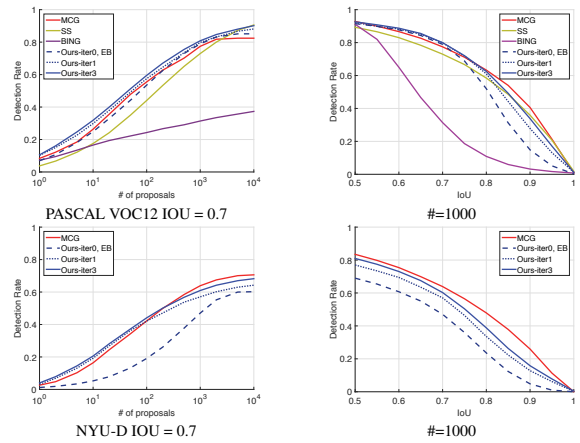 MCG
SS
BING
Ours-iter0, EB
Ours-iter1
Ours-iter3
Detection Rate
1
0.8
0.6
0.4
0.2
0
10^0 10^1 10^2 10^3 10^4
# of proposals
PASCAL VOC12 IOU = 0.7
MCG
SS
BING
Ours-iter0, EB
Ours-iter1
Ours-iter3
Detection Rate
1
0.8
0.6
0.4
0.2
0
0.5 0.6 0.7 0.8 0.9 1
IoU
#=1000
MCG
Ours-iter0, EB
Ours-iter1
Ours-iter3
Detection Rate
1
0.8
0.6
0.4
0.2
0
10^0 10^1 10^2 10^3 10^4
# of proposals
NYU-D IOU = 0.7
MCG
Ours-iter0, EB
Ours-iter1
Ours-iter3
Detection Rate
1
0.8
0.6
0.4
0.2
0
0.5 0.6 0.7 0.8 0.9 1
IoU
#=1000